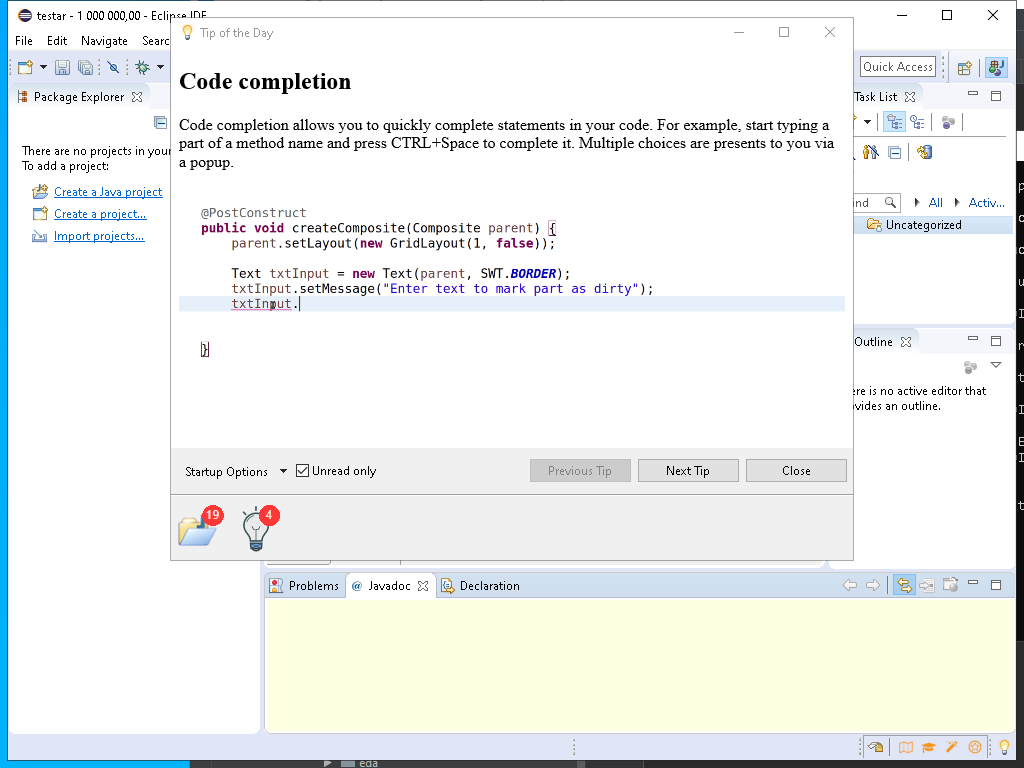 testar - 1 000 000,00 - Eclipse IDE
Tip of the Day
File Edit Navigate Searc
Quick Access
Package Explorer
Task List
Code completion
Code completion allows you to quickly complete statements in your code. For example, start typing a
part of a method name and press CTRL+Space to complete it. Multiple choices are presents to you via
a popup.
There are no projects in your
To add a project:
Create a Java project
Create a project...
Import projects...
@PostConstruct
public void createComposite(Composite parent) {
parent.setLayout(new GridLayout(1, false));
Text txtInput = new Text(parent, SWT.BORDER);
txtInput.setMessage("Enter text to mark part as dirty");
txtInput.
}
ind All Activ...
Uncategorized
Outline
ere is no active editor that
vides an outline.
Startup Options Unread only Previous Tip Next Tip Close
19 4
Problems @ Javadoc Declaration
eda